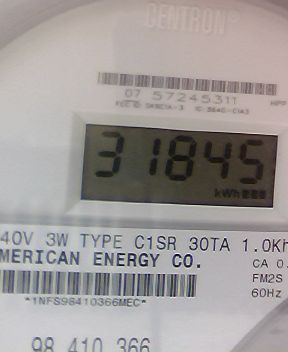 CENTRON®
07 57245311
31845
kWh
40V 3W TYPE C1SR 30TA 1.0Kh
MERICAN ENERGY CO.
CA 0.
FM2S
60Hz
*1NFS98410366MEC*
98 410 366